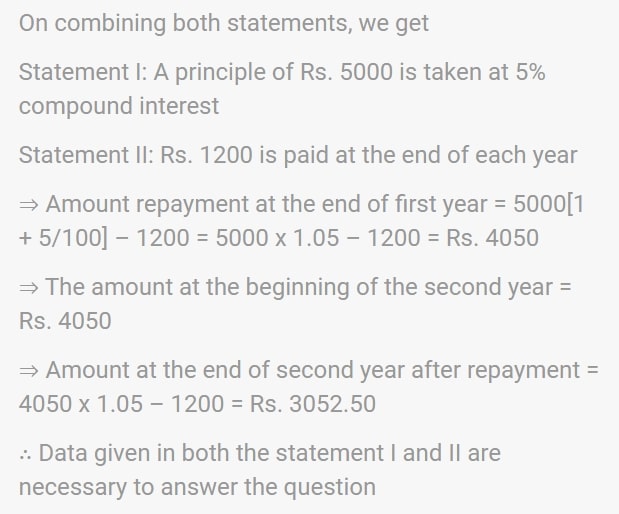 On combining both statements, we get
Statement I: A principle of Rs. 5000 is taken at 5%
compound interest
Statement II: Rs. 1200 is paid at the end of each year
⇒ Amount repayment at the end of first year = 5000[1
+ 5/100] – 1200 = 5000 x 1.05 – 1200 = Rs. 4050
⇒ The amount at the beginning of the second year =
Rs. 4050
⇒ Amount at the end of second year after repayment =
4050 x 1.05 – 1200 = Rs. 3052.50
∴ Data given in both the statement I and II are
necessary to answer the question